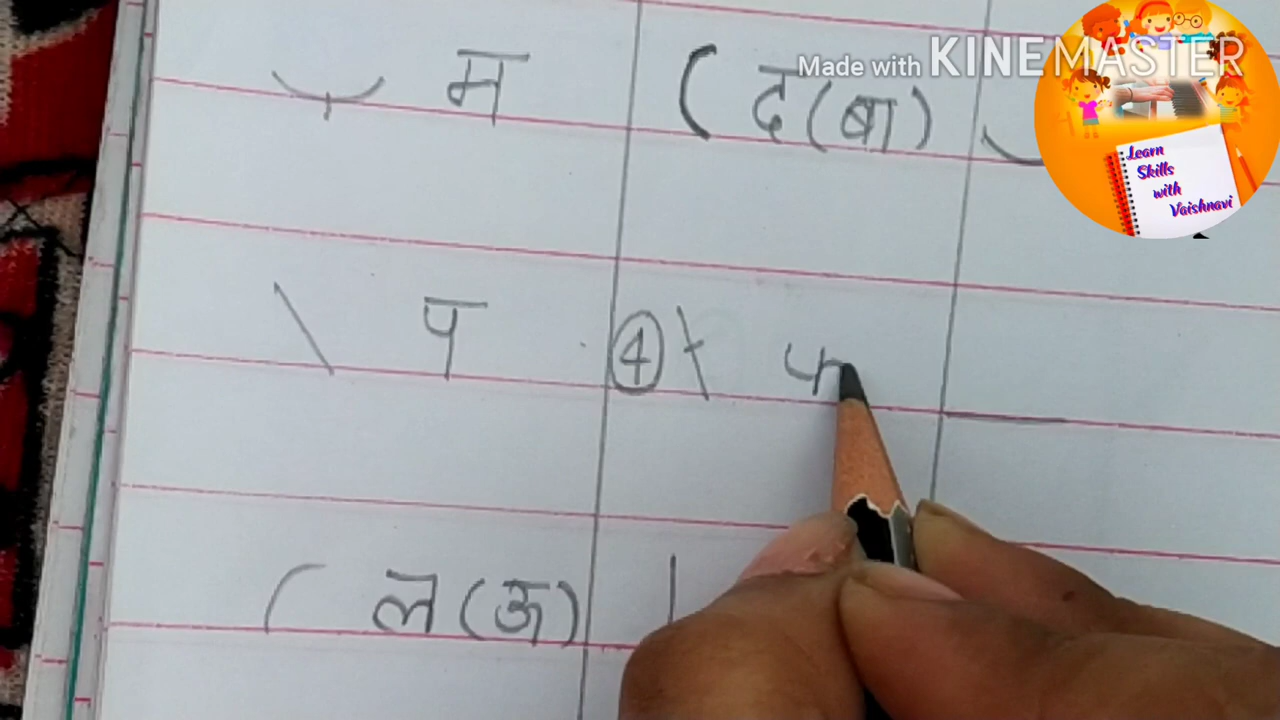 Made with KINEMASTER
म (द(बा)
Learn
Skills
with
Vaishnavi
प ④
ल(ऊ)